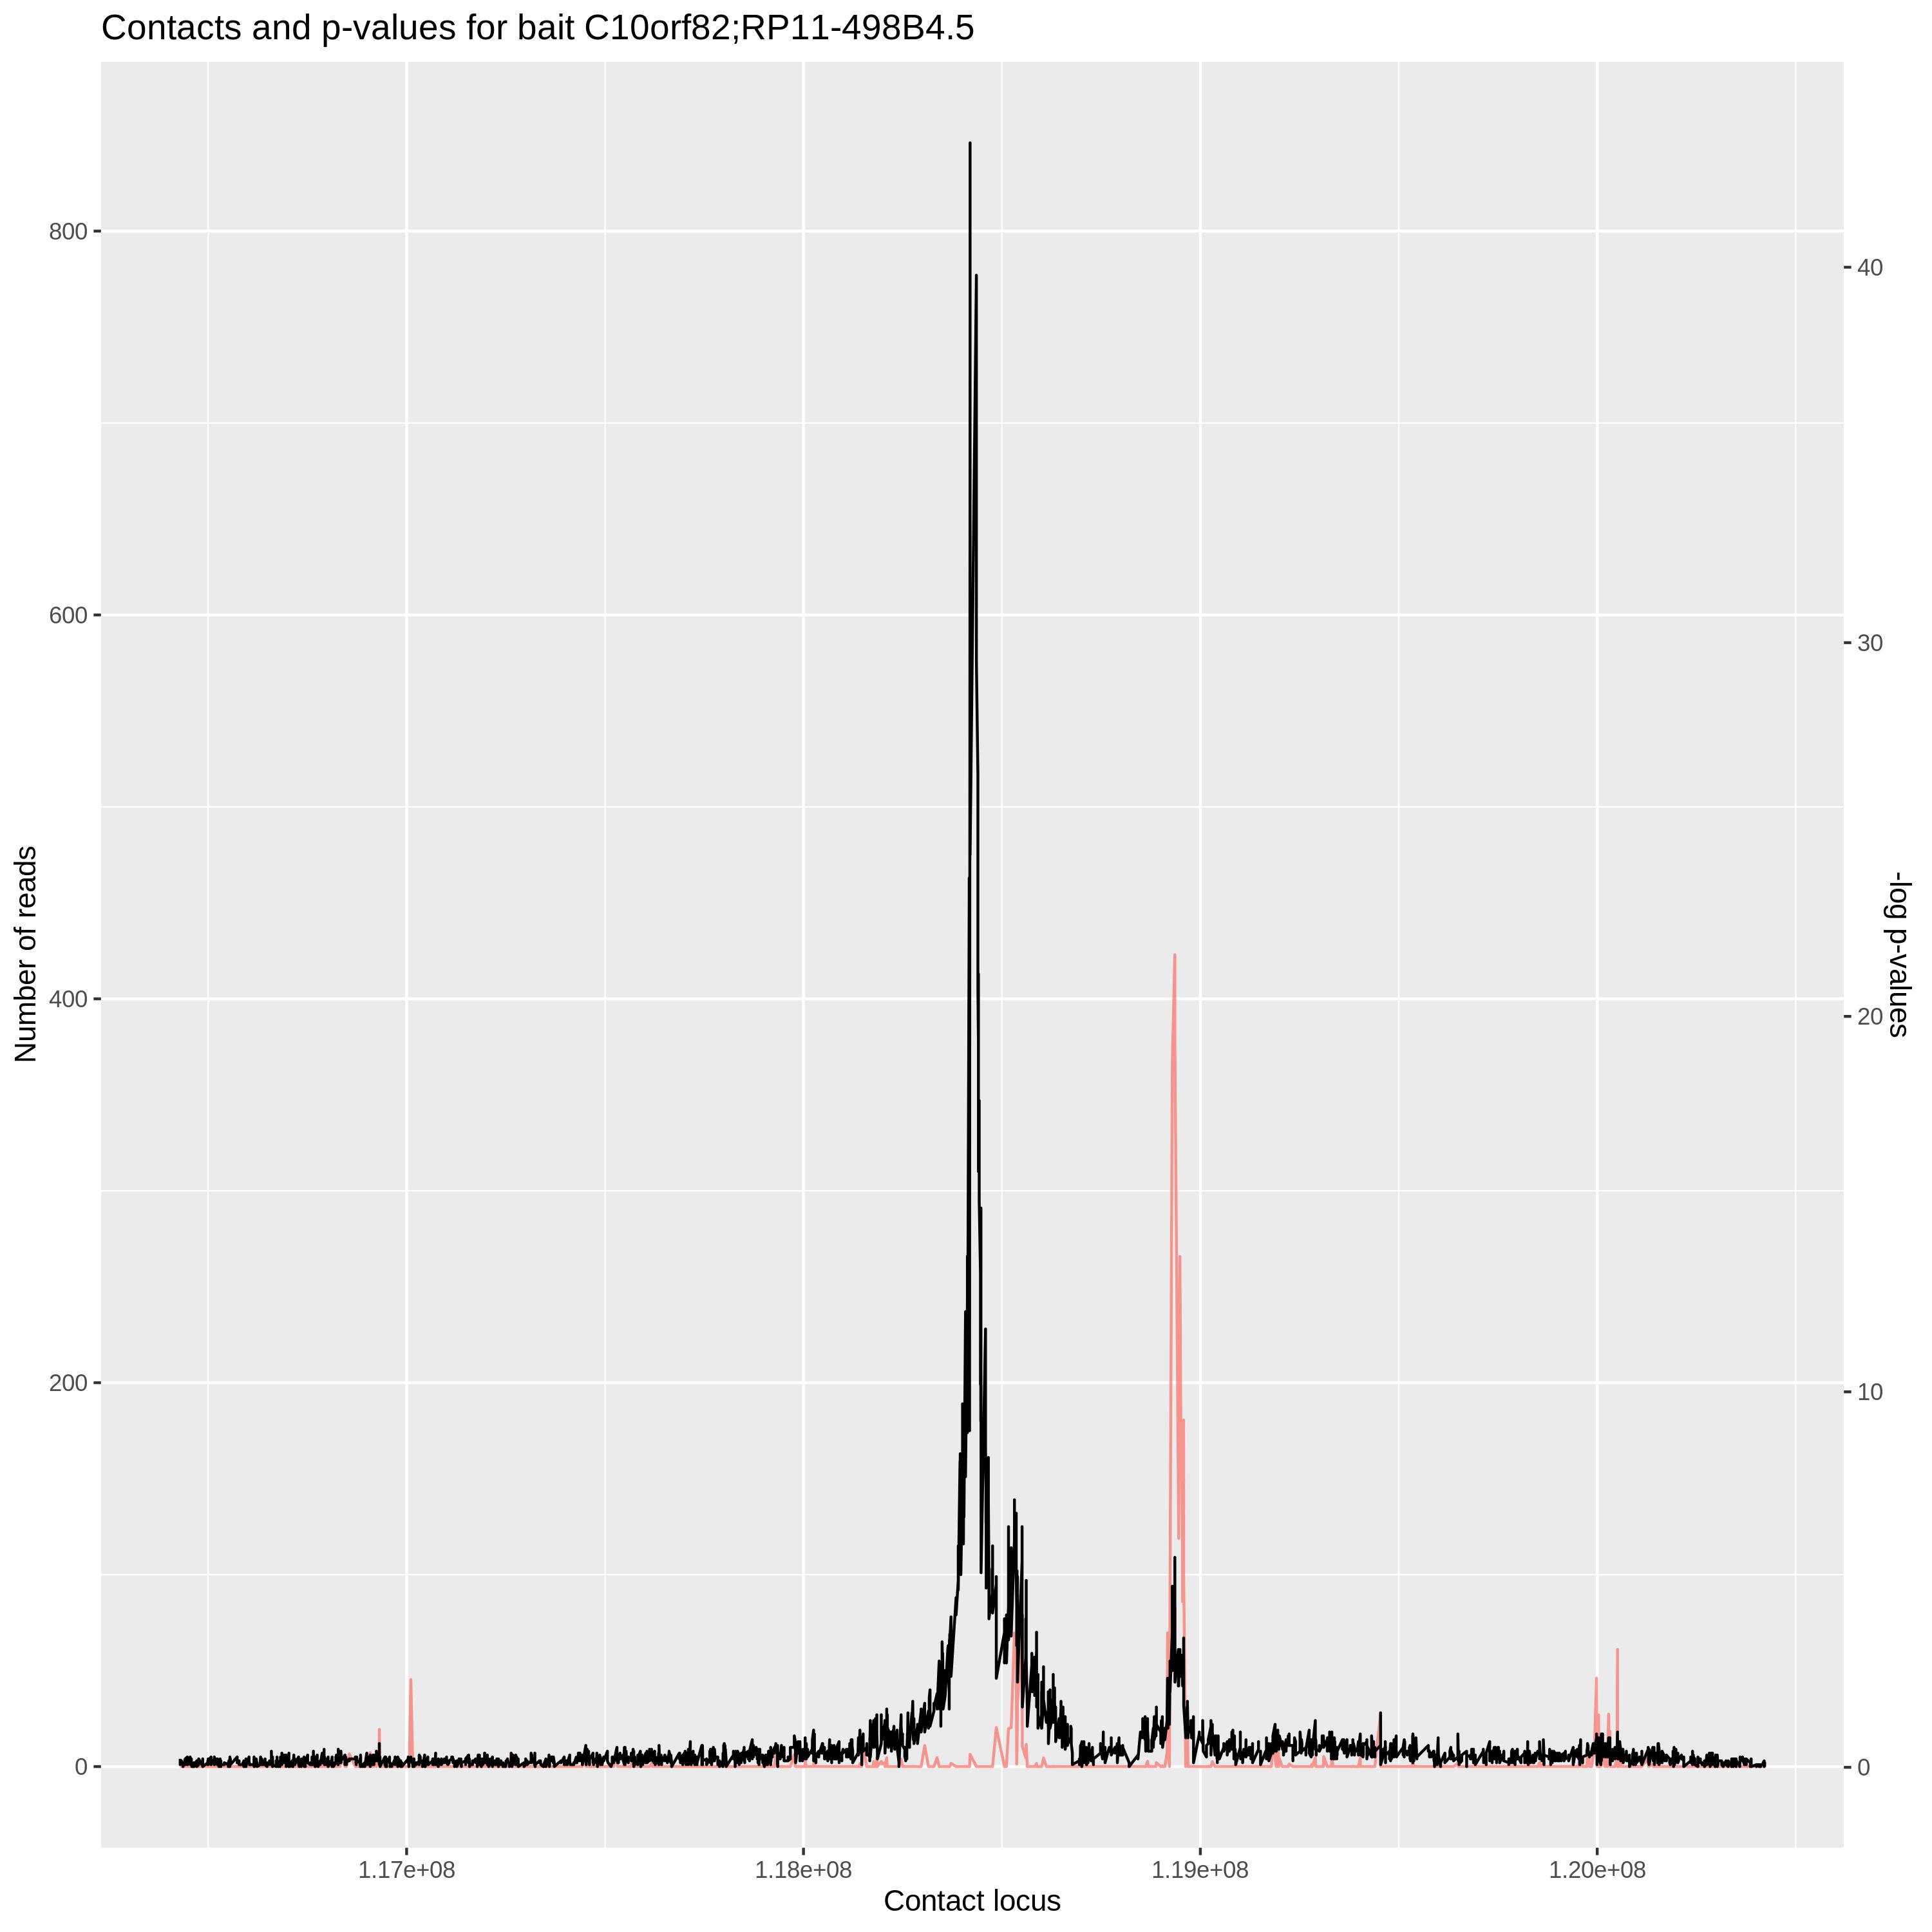 Contacts and p-values for bait C10orf82;RP11-498B4.5
800
600
400
200
0
Number of reads
40
30
20
10
0
-log p-values
1.17e+08 1.18e+08 1.19e+08 1.20e+08
Contact locus